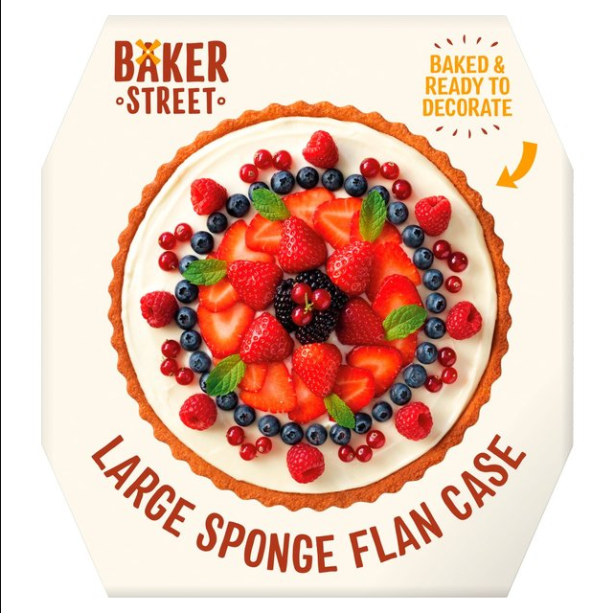 BAKER
STREET
BAKED &
READY TO
DECORATE
LARGE SPONGE FLAN CASE